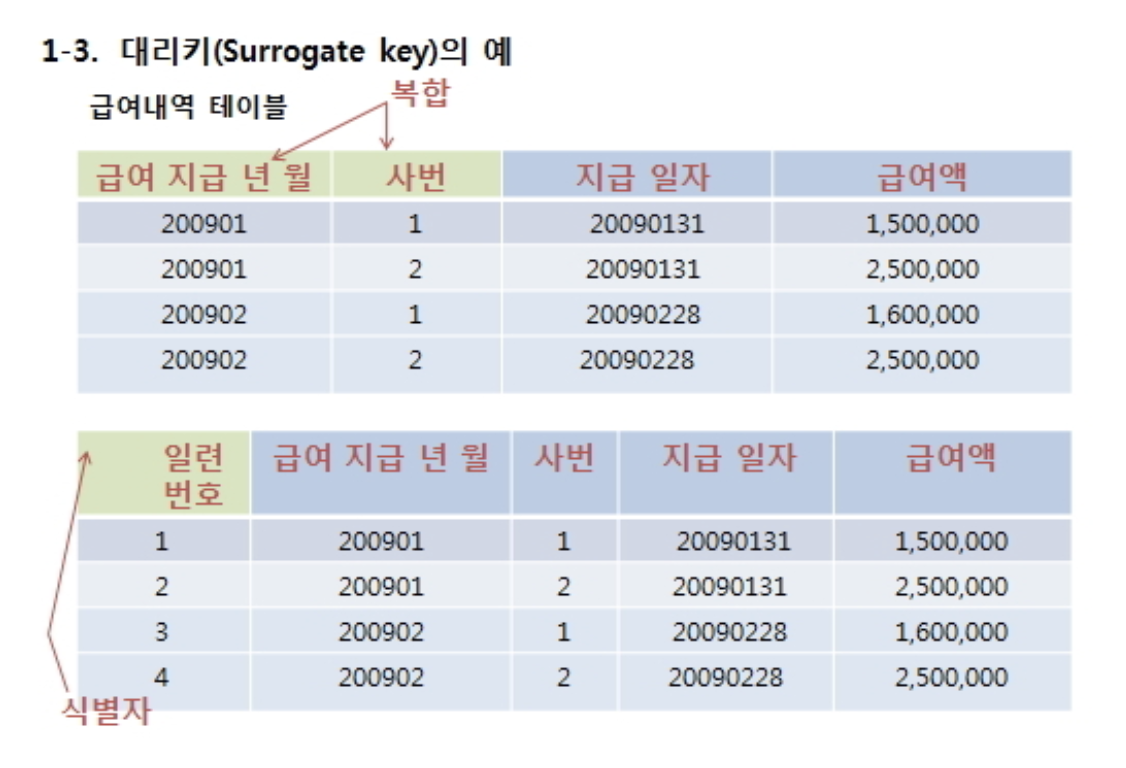 1-3. 대리키(Surrogate key)의 예
복합
급여내역 테이블
급여 지급 년 월 사번 지급 일자 급여액
200901 1 20090131 1,500,000
200901 2 20090131 2,500,000
200902 1 20090228 1,600,000
200902 2 20090228 2,500,000
일련 급여 지급 년 월 사번 지급 일자 급여액
번호
1 200901 1 20090131 1,500,000
2 200901 2 20090131 2,500,000
3 200902 1 20090228 1,600,000
4 200902 2 20090228 2,500,000
식별자